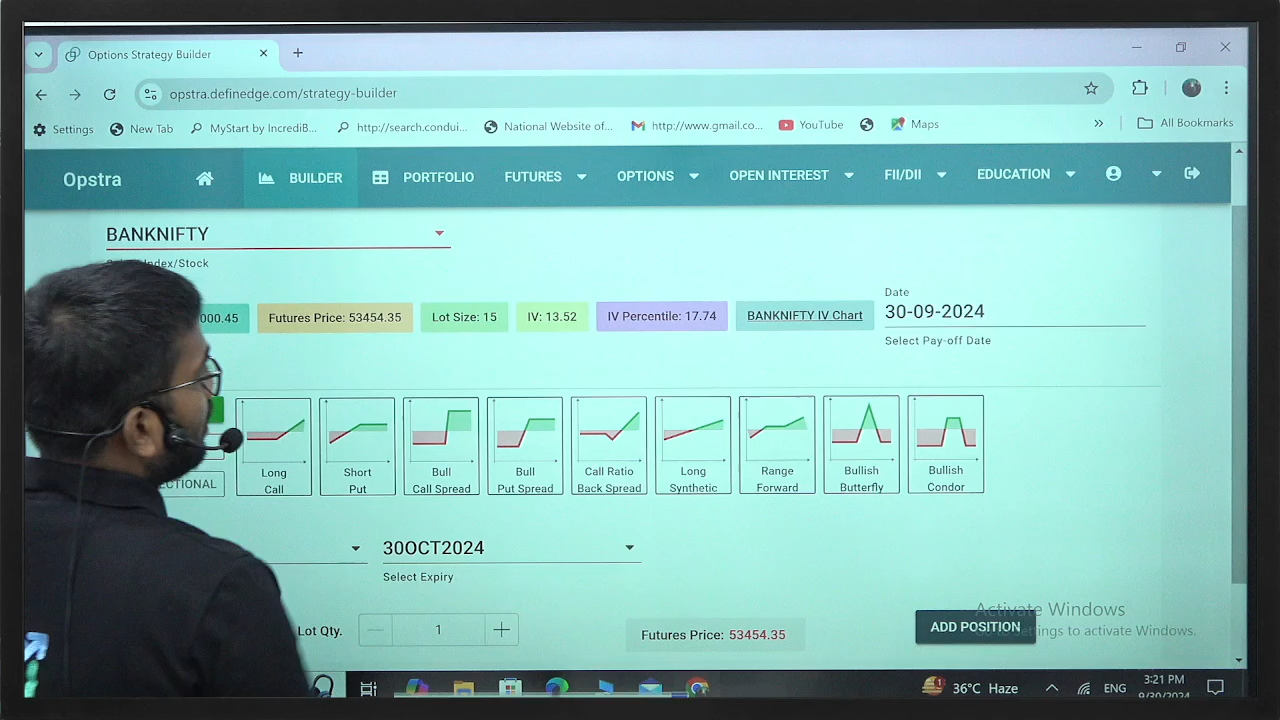 Options Strategy Builder
opstra.definedge.com/strategy-builder
Settings New Tab MyStart by IncrediB... http://search.condui... National Website of... http://www.gmail.co... YouTube Maps » All Bookmarks
Opstra BUILDER PORTFOLIO FUTURES OPTIONS OPEN INTEREST FII/DII EDUCATION
BANKNIFTY
Index/Stock
000.45 Futures Price: 53454.35 Lot Size: 15 IV: 13.52 IV Percentile: 17.74 BANKNIFTY IV Chart
Date
30-09-2024
Select Pay-off Date
Long Call
Short Put
Bull Call Spread
Bull Put Spread
Call Ratio Back Spread
Long Synthetic
Range Forward
Bullish Butterfly
Bullish Condor
ECTIONAL
30OCT2024
Select Expiry
Lot Qty. 1 Futures Price: 53454.35 ADD POSITION
Activate Windows
Go to Settings to activate Windows.
1 36°C Haze ENG 3:21 PM
9/30/2024